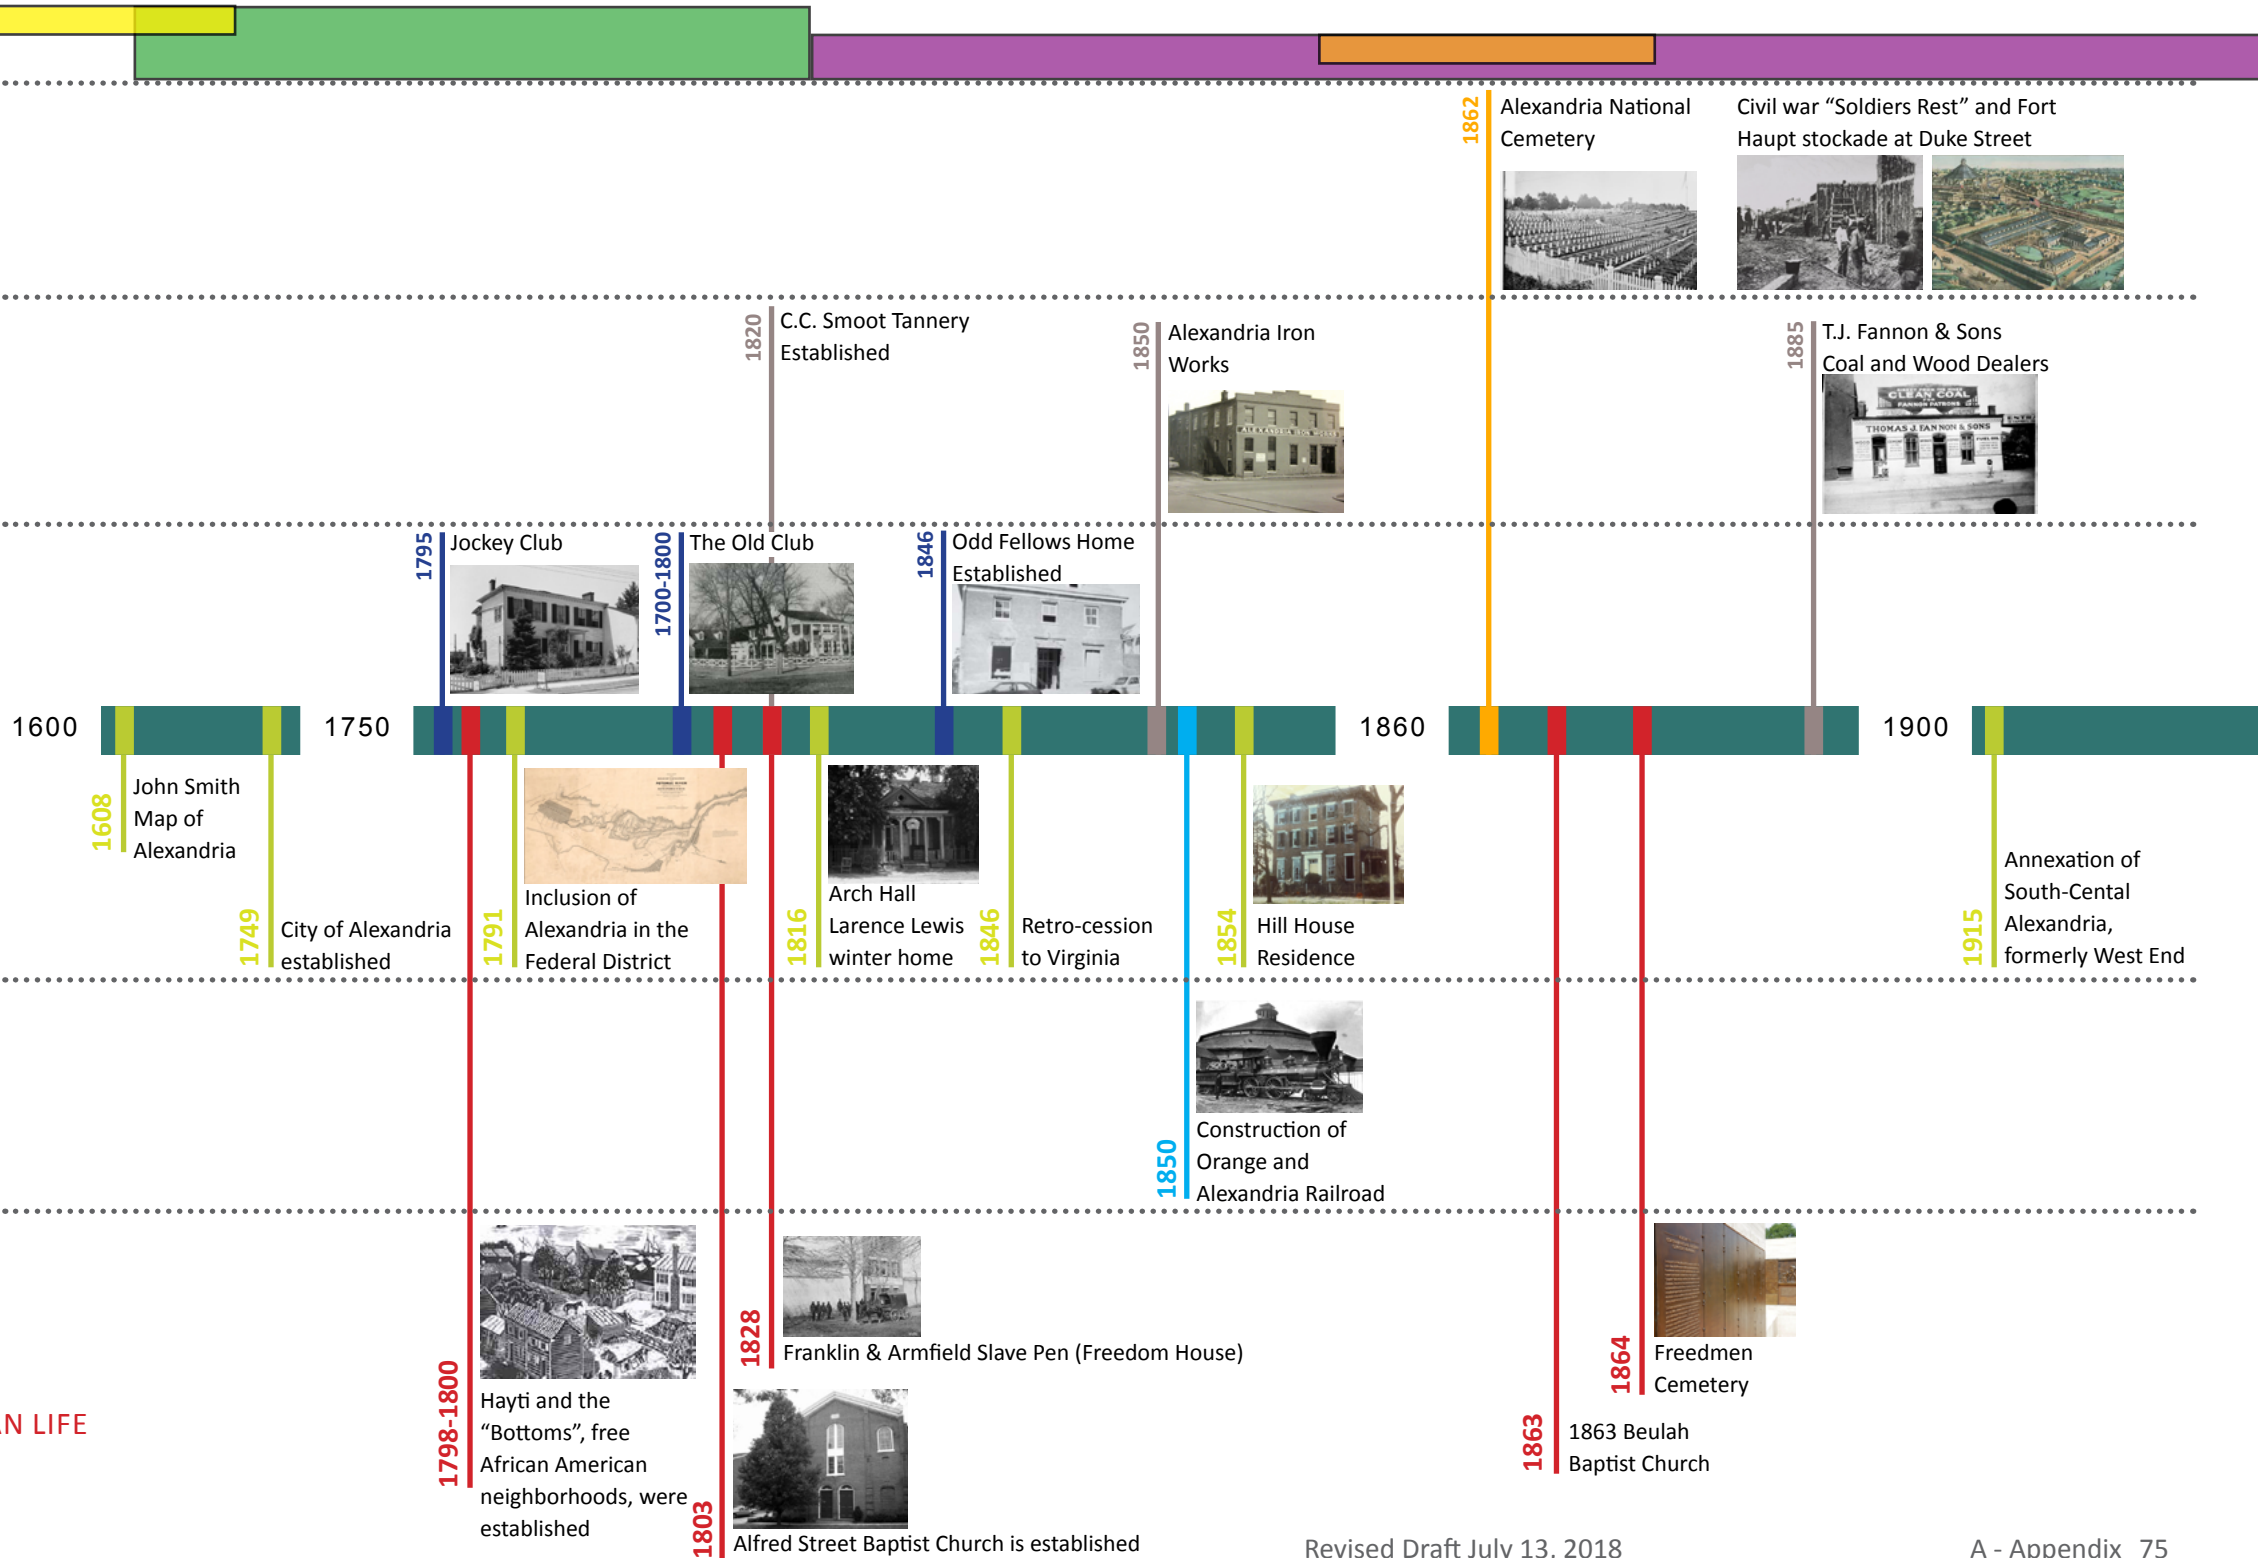 1862
Alexandria National
Cemetery
Civil war “Soldiers Rest” and Fort
Haupt stockade at Duke Street
1820
C.C. Smoot Tannery
Established
1850
Alexandria Iron
Works
ALEXANDRIA IRON WORKS
1885
T.J. Fannon & Sons
Coal and Wood Dealers
CLEAN COAL
FANNON PATRONS
THOMAS J. FANNON & SONS
1795
Jockey Club
1700-1800
The Old Club
1846
Odd Fellows Home
Established
1600
1750
1860
1900
1608
John Smith
Map of
Alexandria
1749
City of Alexandria
established
1791
Inclusion of
Alexandria in the
Federal District
1816
Arch Hall
Larence Lewis
winter home
1846
Retro-cession
to Virginia
1854
Hill House
Residence
1915
Annexation of
South-Cental
Alexandria,
formerly West End
1850
Construction of
Orange and
Alexandria Railroad
AN LIFE
1798-1800
Hayti and the
“Bottoms”, free
African American
neighborhoods, were
established
1828
Franklin & Armfield Slave Pen (Freedom House)
1803
Alfred Street Baptist Church is established
1863
1863 Beulah
Baptist Church
1864
Freedmen
Cemetery
Revised Draft July 13, 2018
A - Appendix 75